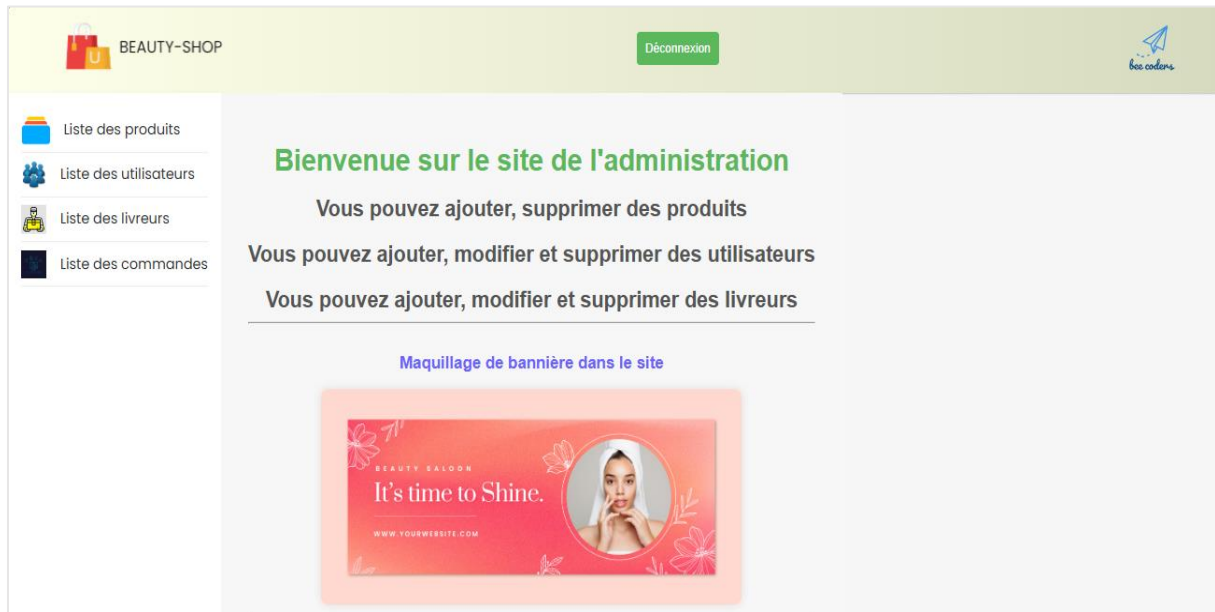 U
BEAUTY-SHOP
Déconnexion
bee coders
Liste des produits
Liste des utilisateurs
Liste des livreurs
Liste des commandes
Bienvenue sur le site de l'administration
Vous pouvez ajouter, supprimer des produits
Vous pouvez ajouter, modifier et supprimer des utilisateurs
Vous pouvez ajouter, modifier et supprimer des livreurs
Maquillage de bannière dans le site
BEAUTY SALOON
It's time to Shine.
WWW.YOURWEBSITE.COM